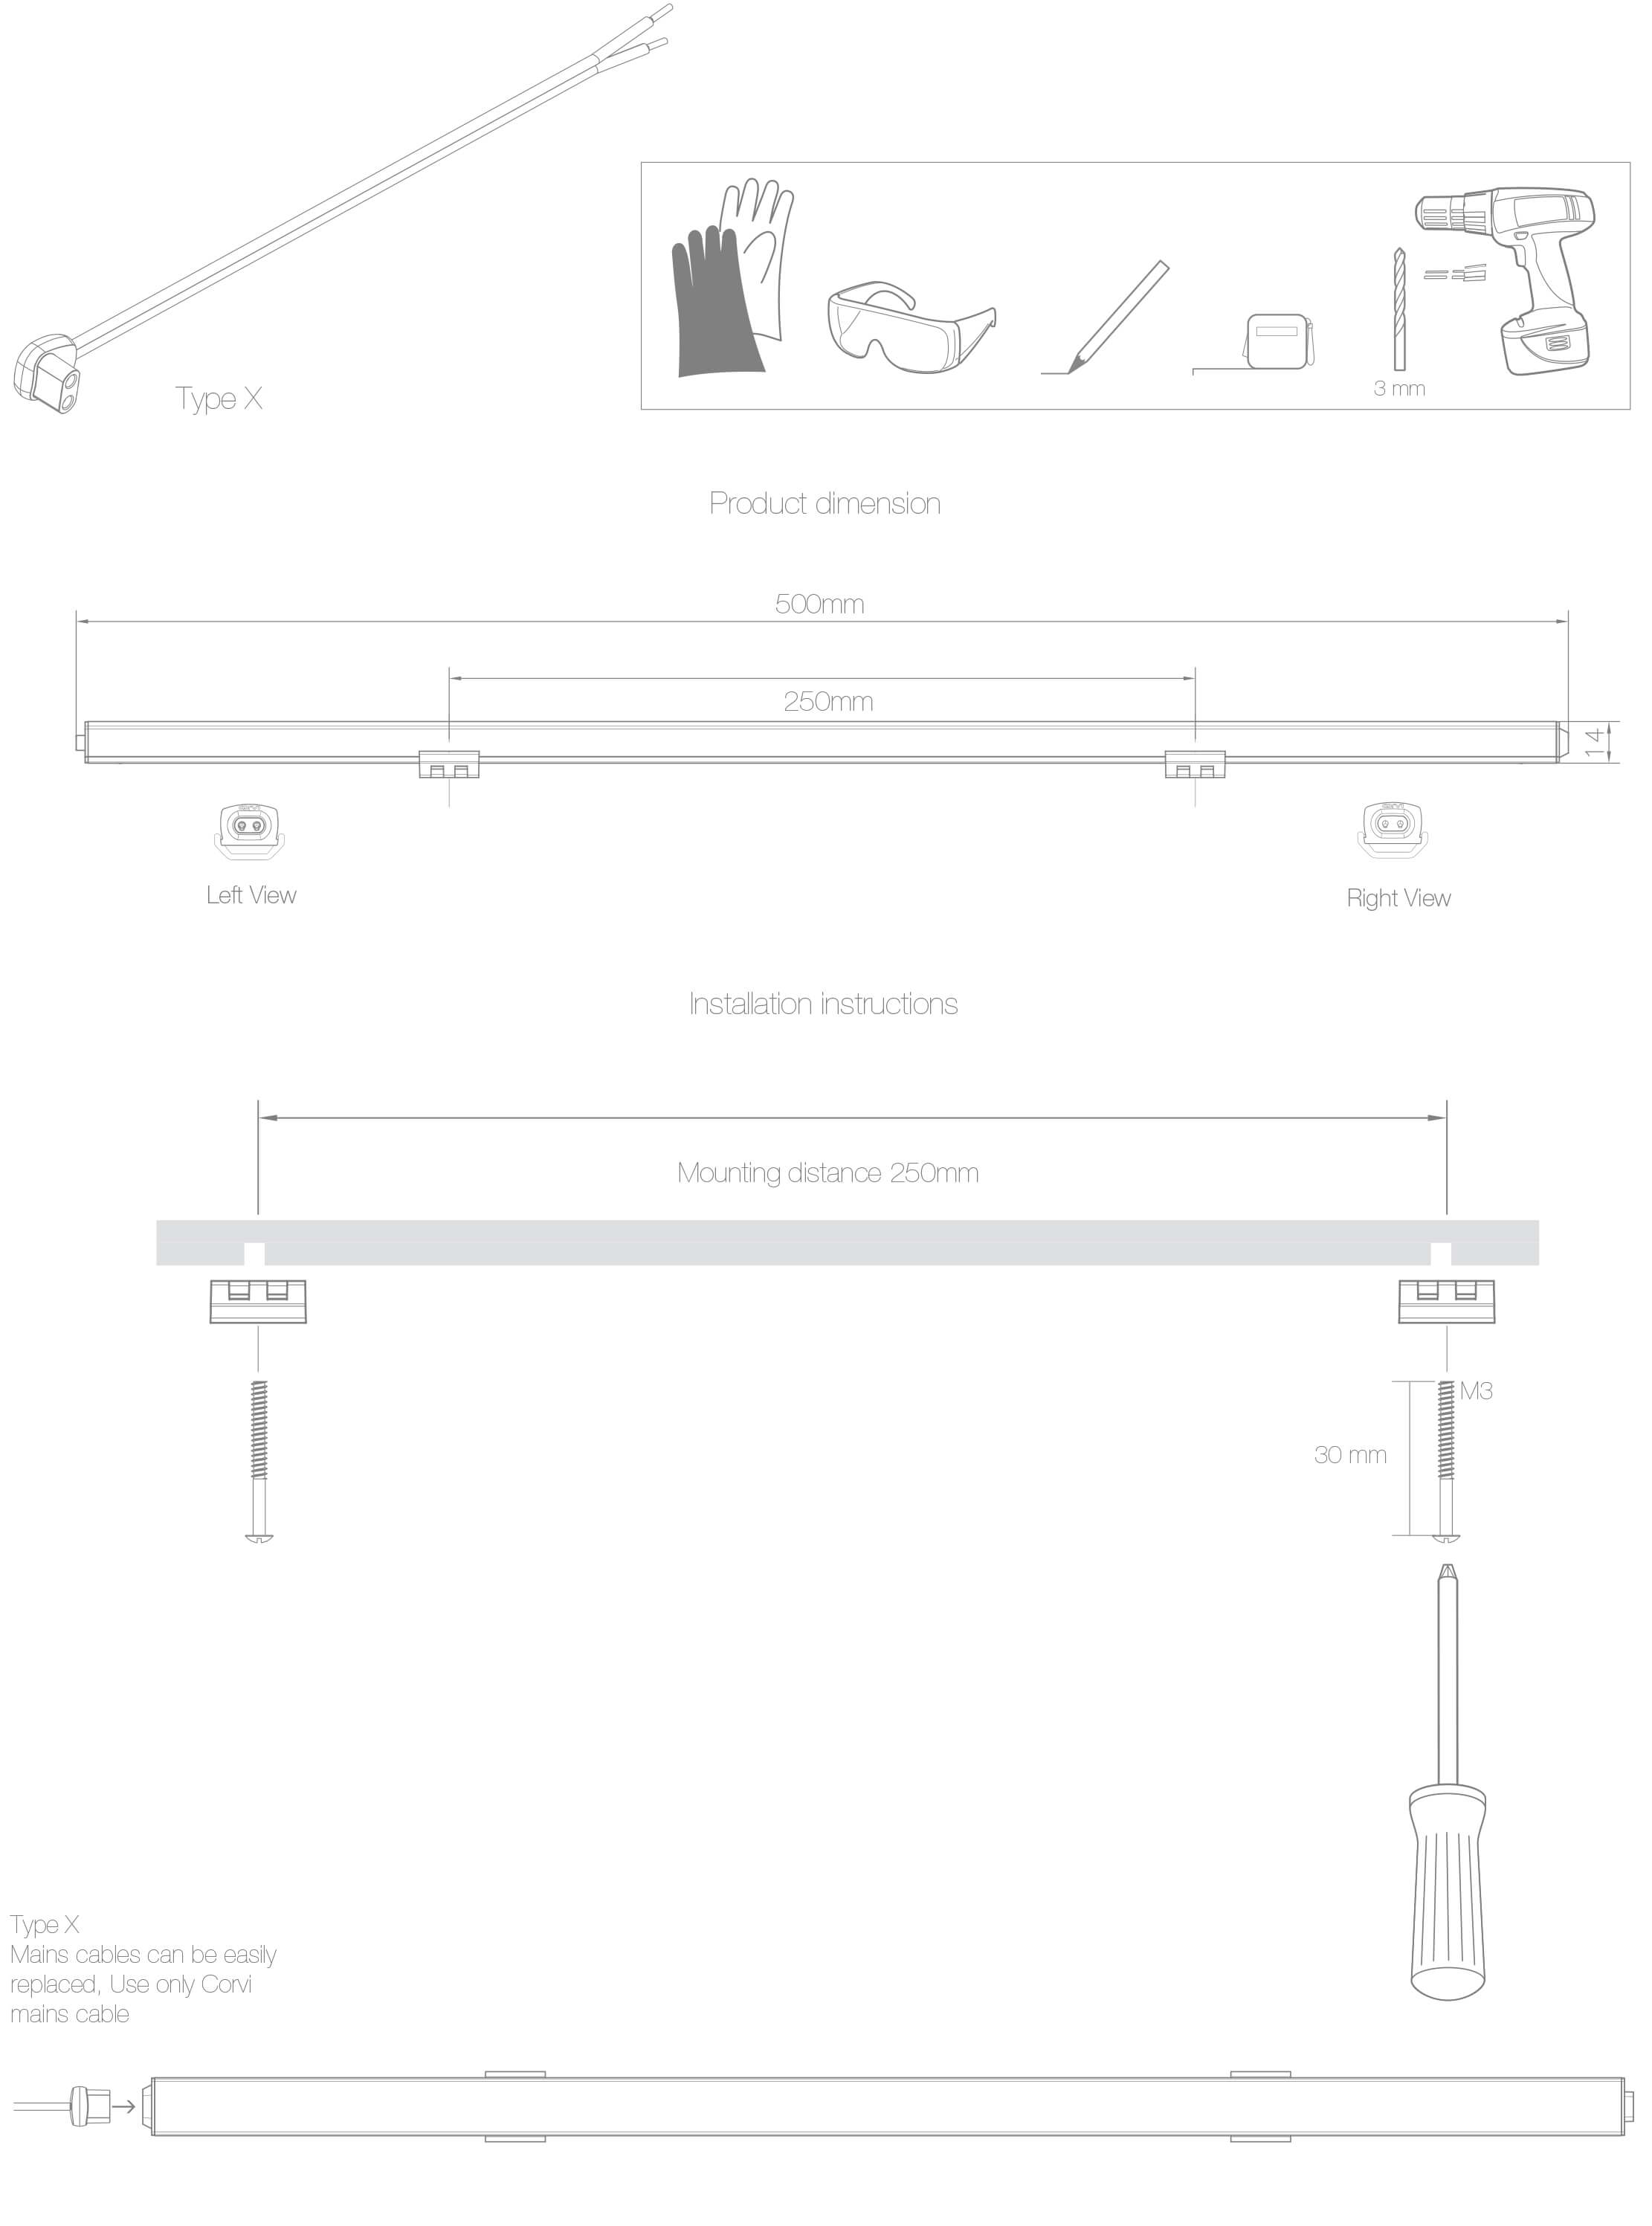 Type X
3 mm
Product dimension
500mm
250mm
14
Left View
Right View
Installation instructions
Mounting distance 250mm
M3
30 mm
Type X
Mains cables can be easily
replaced, Use only Corvi
mains cable